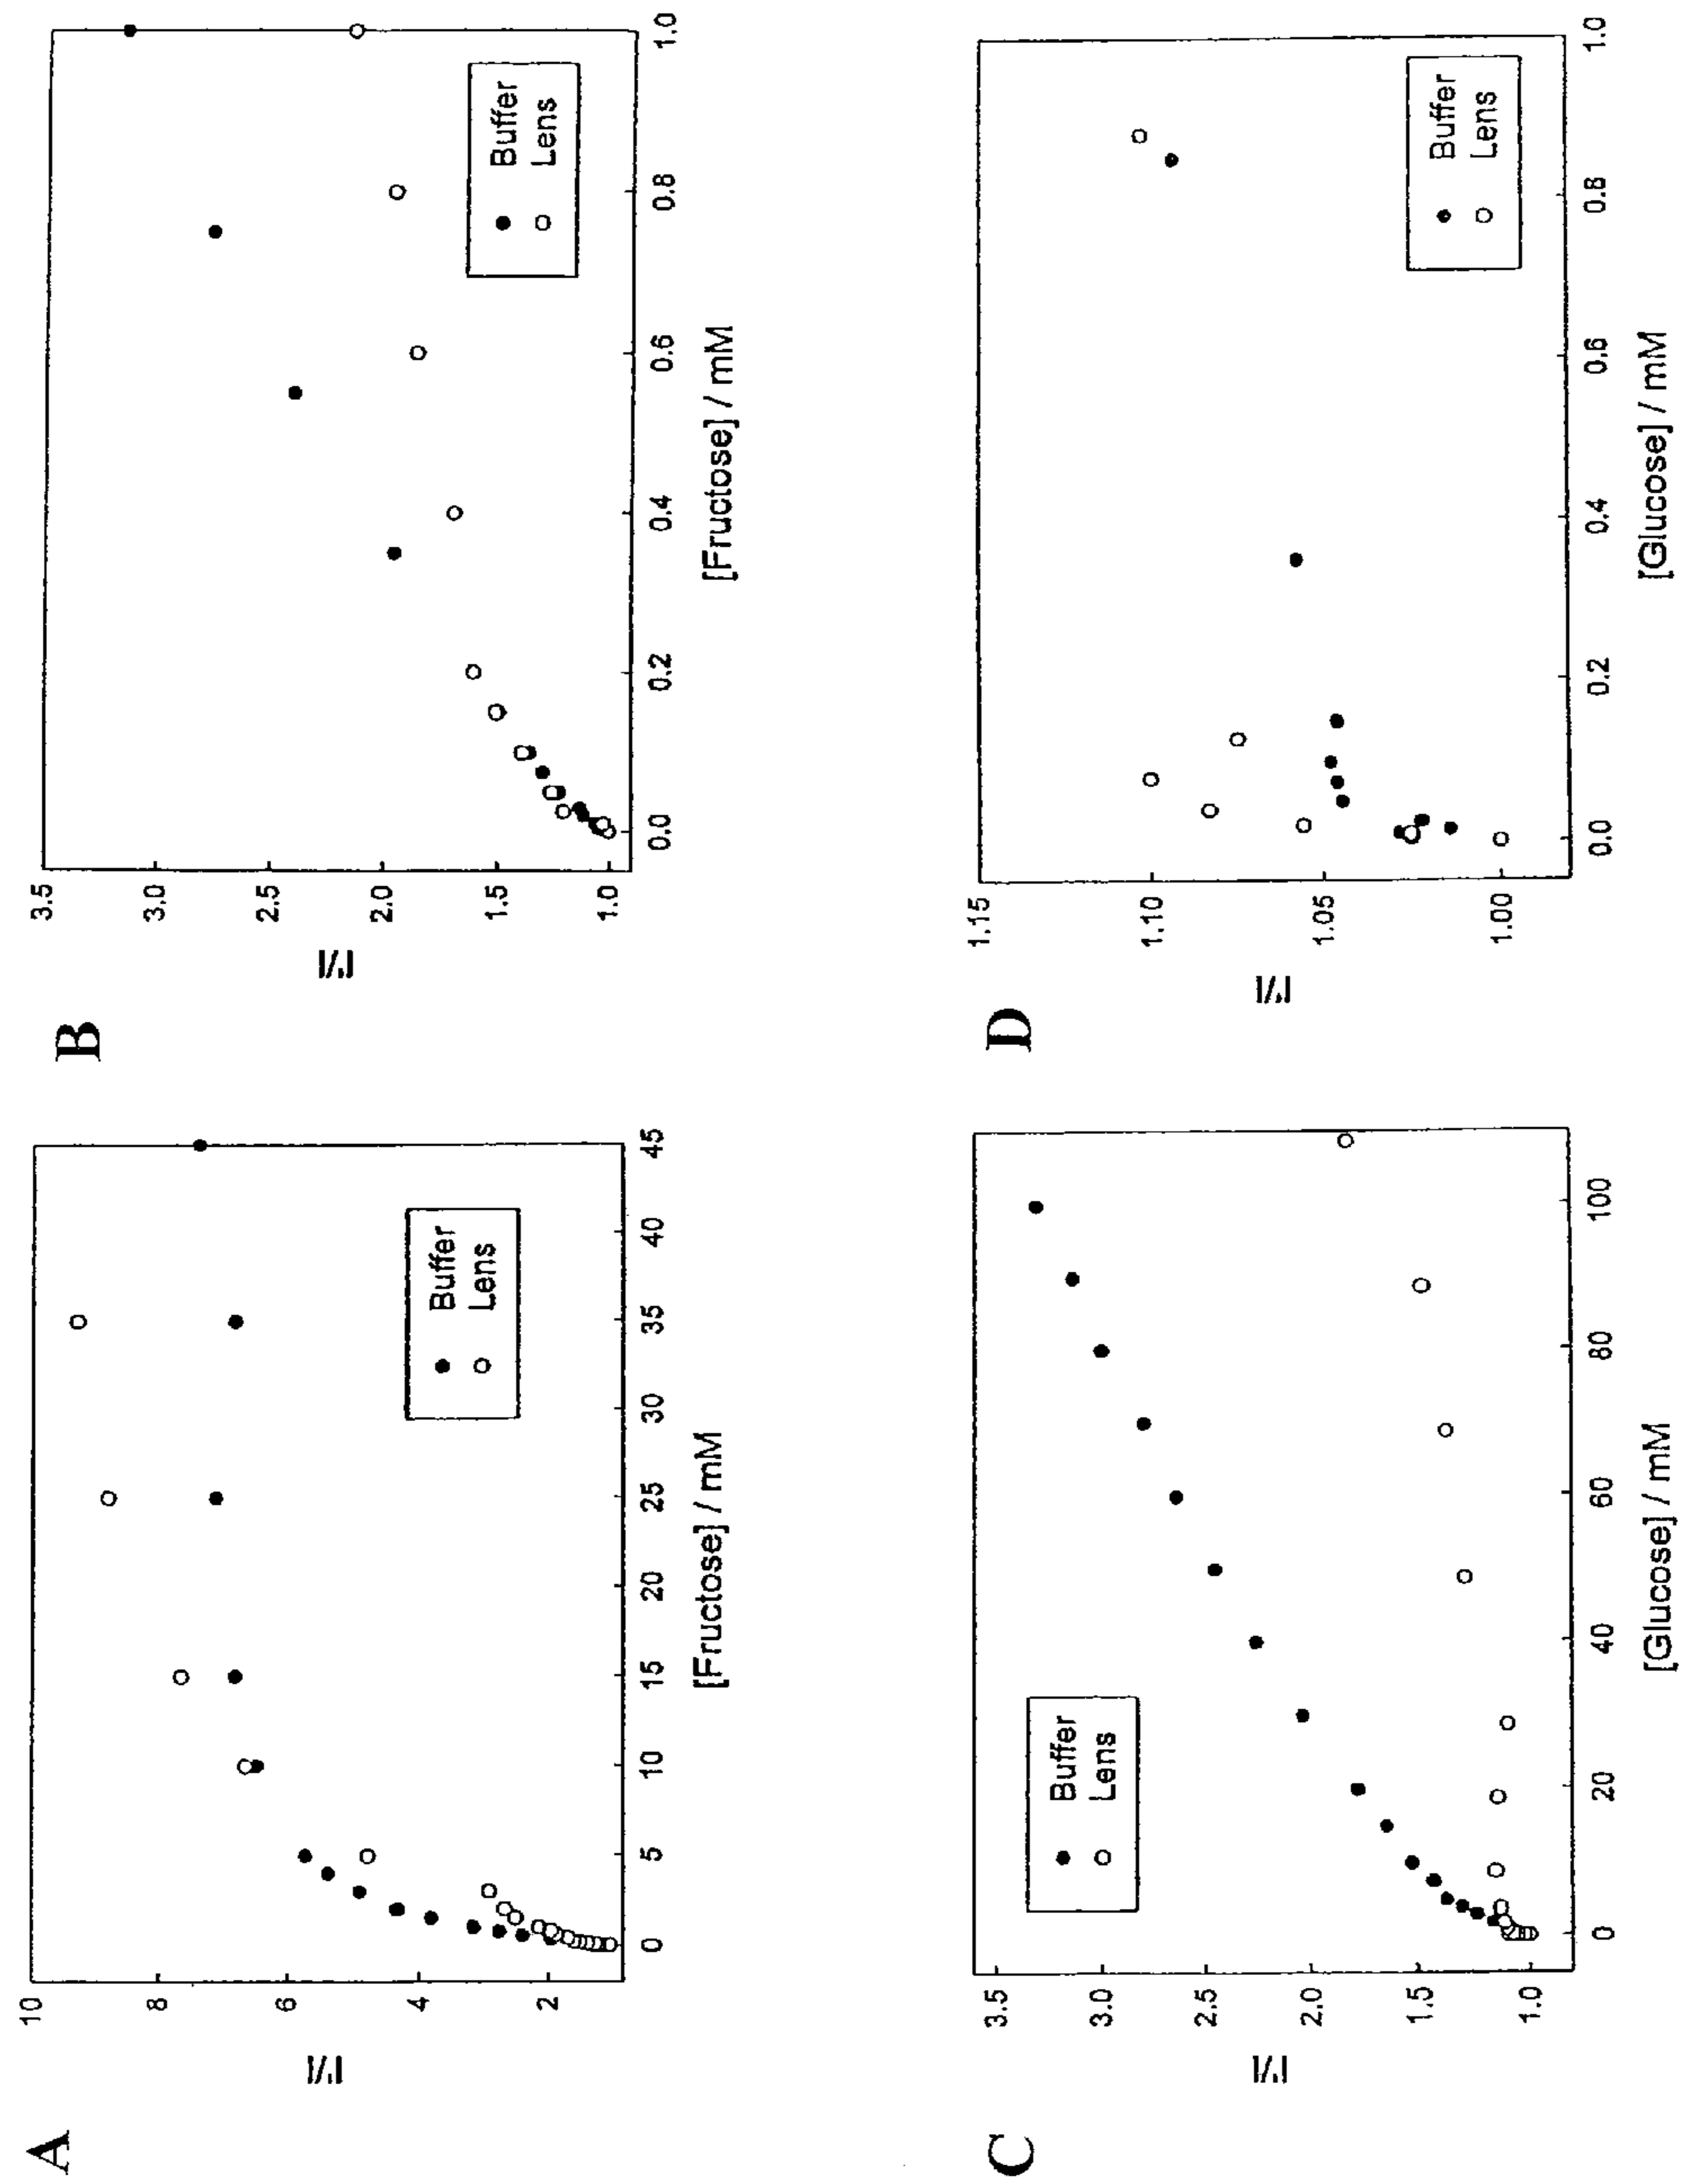 A
I'/I
10
8
6
4
2
0
5
10
15
20
25
30
35
40
45
[Fructose] / mM
Buffer
Lens
B
I'/I
3.5
3.0
2.5
2.0
1.5
1.0
0.0
0.2
0.4
0.6
0.8
1.0
[Fructose] / mM
Buffer
Lens
C
I'/I
3.5
3.0
2.5
2.0
1.5
1.0
0
20
40
60
80
100
[Glucose] / mM
Buffer
Lens
D
I'/I
1.15
1.10
1.05
1.00
0.0
0.2
0.4
0.6
0.8
1.0
[Glucose] / mM
Buffer
Lens